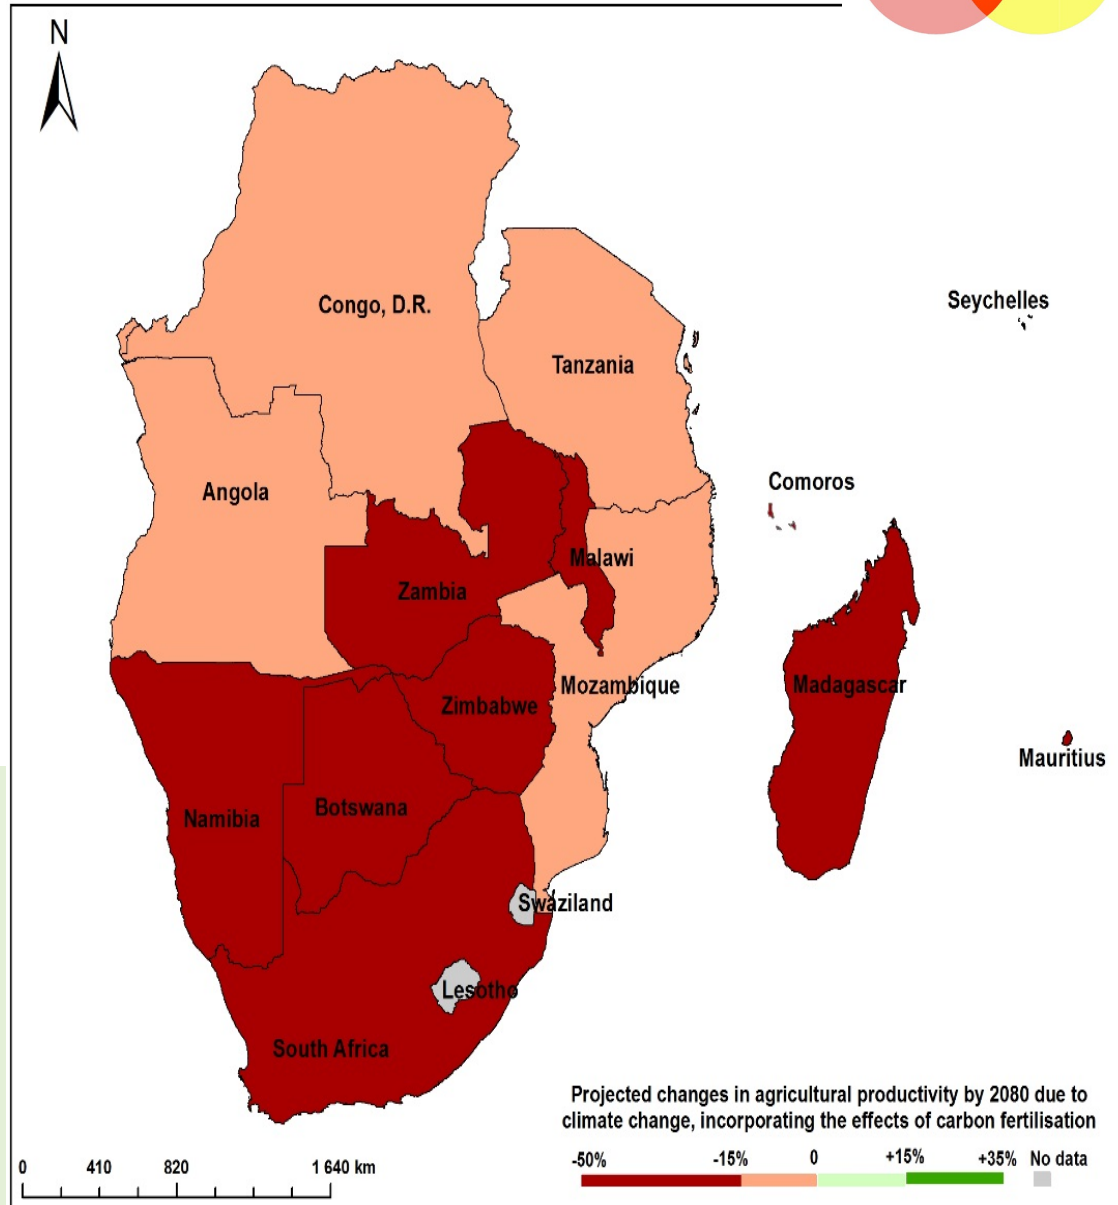 N
Congo, D.R.
Seychelles
Tanzania
Comoros
Angola
Malawi
Zambia
Mozambique
Madagascar
Zimbabwe
Mauritius
Namibia
Botswana
Swaziland
Lesotho
South Africa
Projected changes in agricultural productivity by 2080 due to
climate change, incorporating the effects of carbon fertilisation
-50% -15% 0 +15% +35% No data
0 410 820 1 640 km